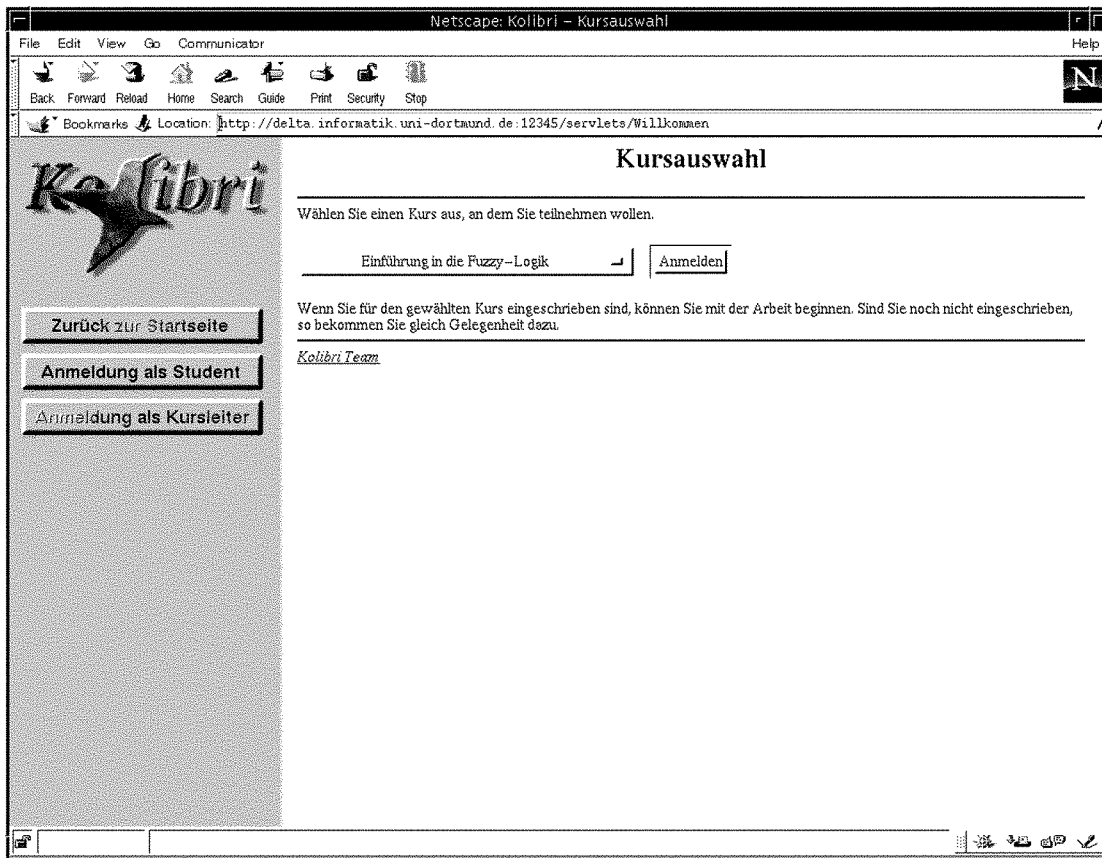 Netscape: Kolibri – Kursauswahl
File Edit View Go Communicator Help
Back Forward Reload Home Search Guide Print Security Stop
N
Bookmarks Location: http://delta.informatik.uni-dortmund.de:12345/servlets/Willkommen
Kolibri
Zurück zur Startseite
Anmeldung als Student
Anmeldung als Kursleiter
Kursauswahl
Wählen Sie einen Kurs aus, an dem Sie teilnehmen wollen.
Einführung in die Fuzzy–Logik Anmelden
Wenn Sie für den gewählten Kurs eingeschrieben sind, können Sie mit der Arbeit beginnen. Sind Sie noch nicht eingeschrieben,
so bekommen Sie gleich Gelegenheit dazu.
Kolibri Team